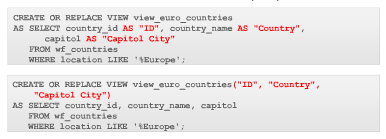 CREATE OR REPLACE VIEW view_euro_countries
AS SELECT country_id AS "ID", country_name AS "Country",
capitol AS "Capitol City"
FROM wf_countries
WHERE location LIKE '%Europe';
CREATE OR REPLACE VIEW view_euro_countries("ID", "Country",
"Capitol City")
AS SELECT country_id, country_name, capitol
FROM wf_countries
WHERE location LIKE '%Europe';